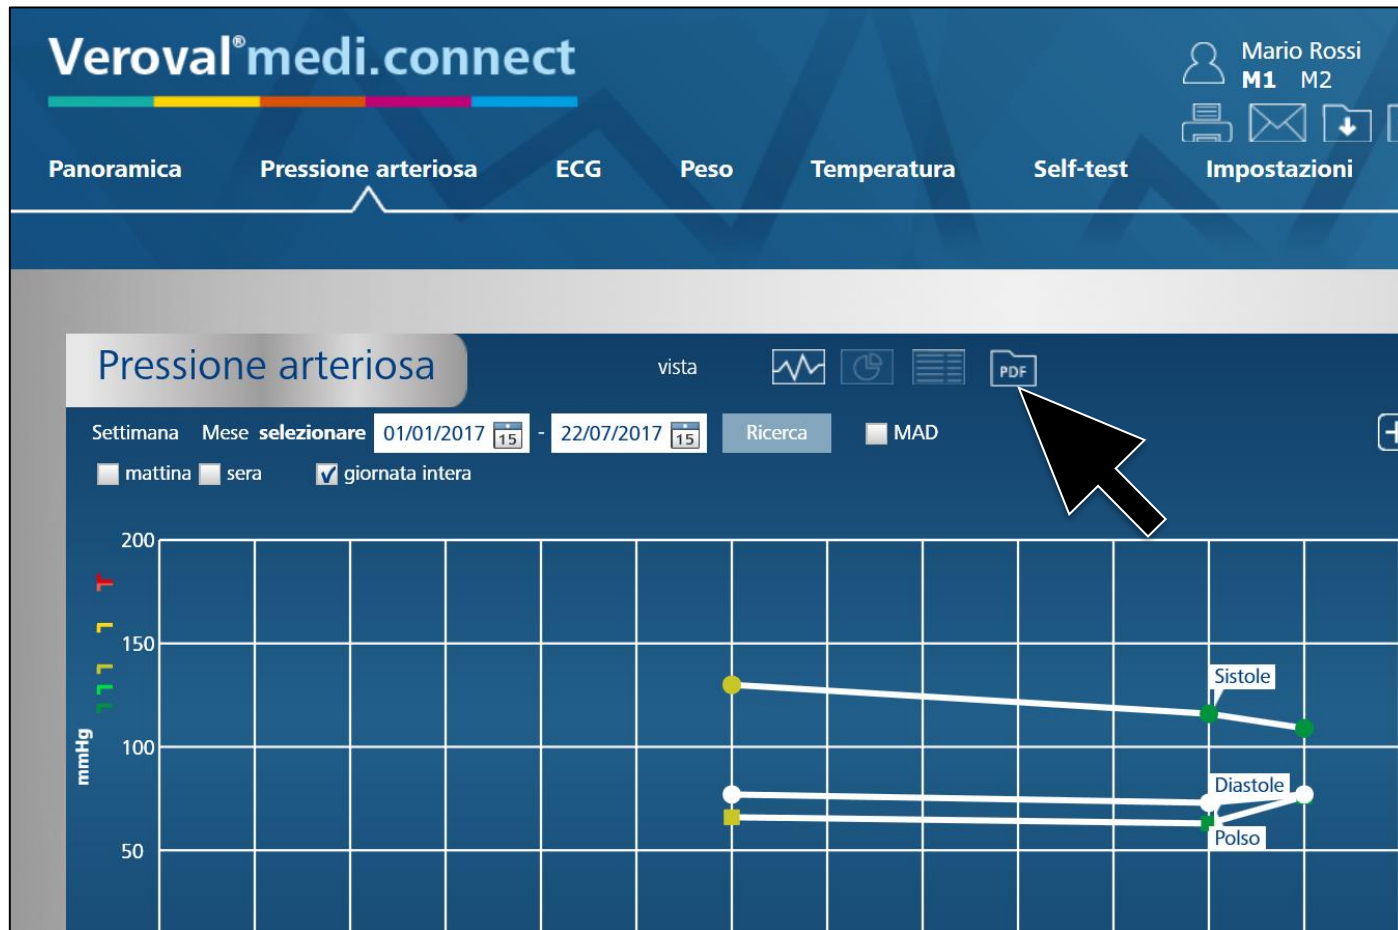 Veroval®medi.connect
Mario Rossi
M1 M2
Panoramica Pressione arteriosa ECG Peso Temperatura Self-test Impostazioni
Pressione arteriosa vista PDF
Settimana Mese selezionare 01/01/2017 15 - 22/07/2017 15 Ricerca MAD
mattina sera giornata intera
200
150
Sistole
mmHg
100
Diastole
Polso
50